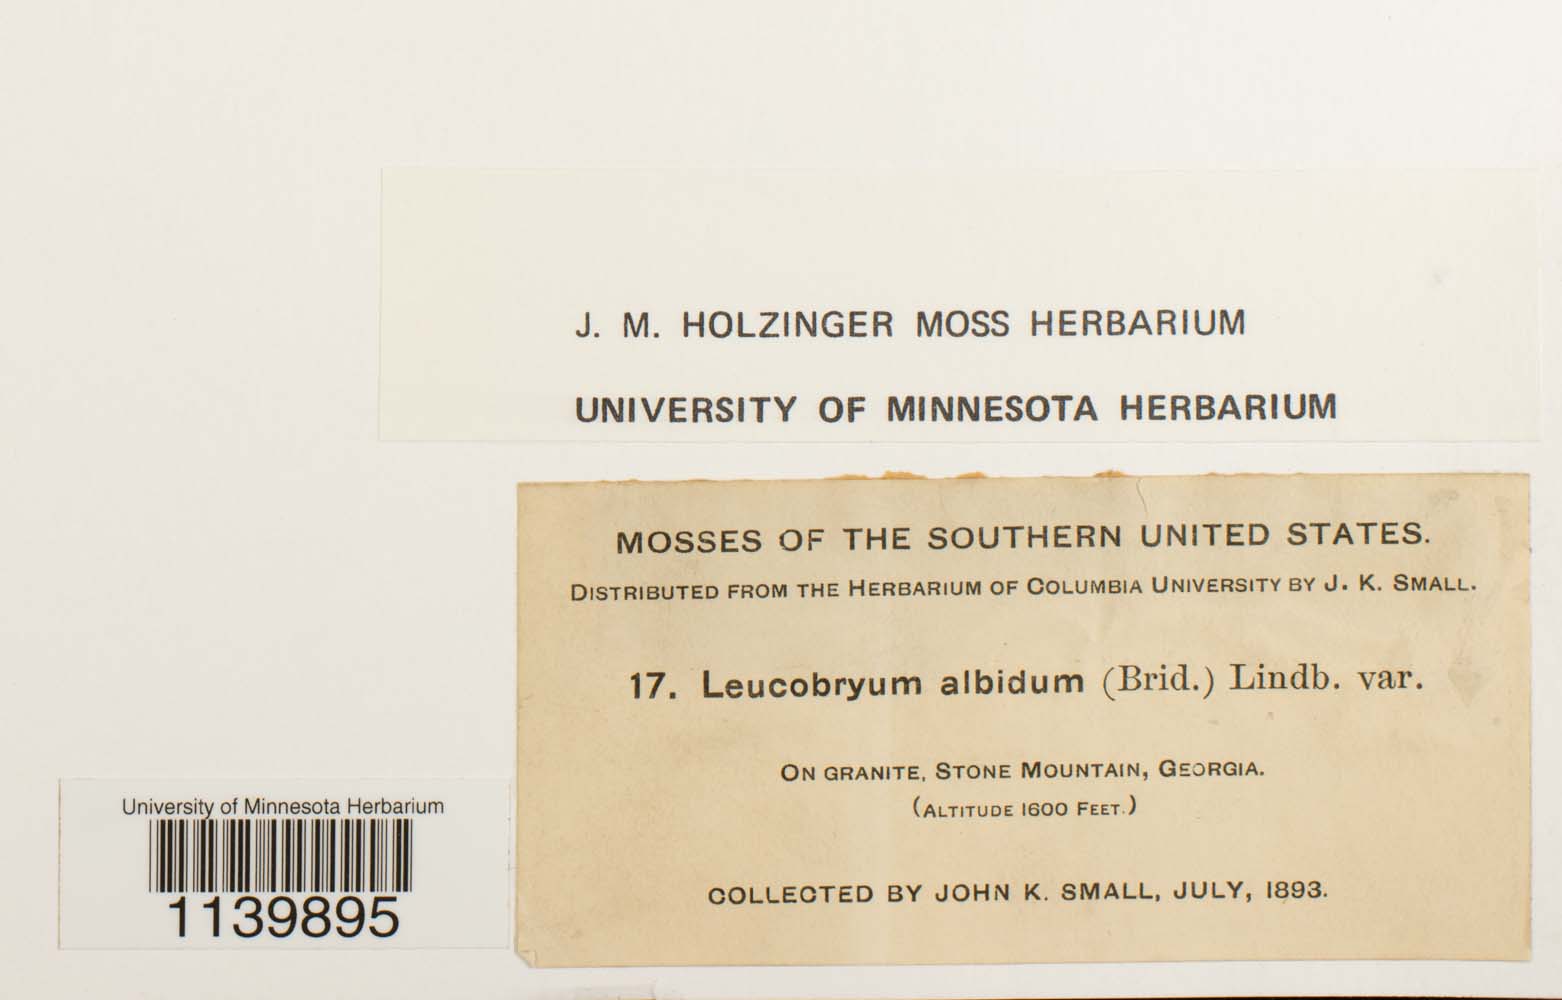 J. M. HOLZINGER MOSS HERBARIUM
UNIVERSITY OF MINNESOTA HERBARIUM
MOSSES OF THE SOUTHERN UNITED STATES.
DISTRIBUTED FROM THE HERBARIUM OF COLUMBIA UNIVERSITY BY J. K. SMALL.
17. Leucobryum albidum (Brid.) Lindb. var.
ON GRANITE, STONE MOUNTAIN, GEORGIA.
(ALTITUDE 1600 FEET.)
COLLECTED BY JOHN K. SMALL, JULY, 1893.
University of Minnesota Herbarium
1139895